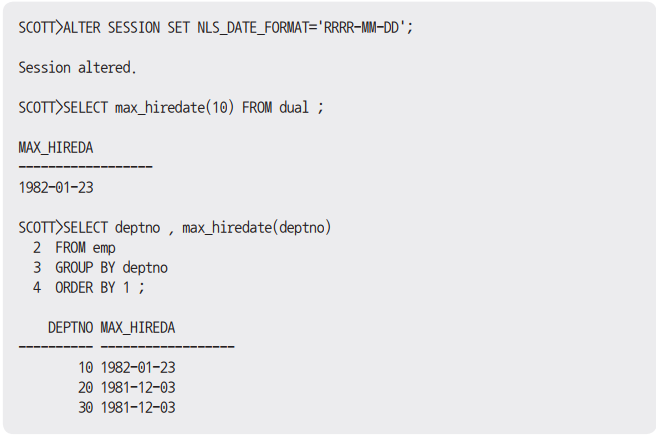 SCOTT>ALTER SESSION SET NLS_DATE_FORMAT='RRRR-MM-DD';
Session altered.
SCOTT>SELECT max_hiredate(10) FROM dual ;
MAX_HIREDA
------------------
1982-01-23
SCOTT>SELECT deptno , max_hiredate(deptno)
  2  FROM emp
  3  GROUP BY deptno
  4  ORDER BY 1 ;
    DEPTNO MAX_HIREDA
---------- ------------------
        10 1982-01-23
        20 1981-12-03
        30 1981-12-03